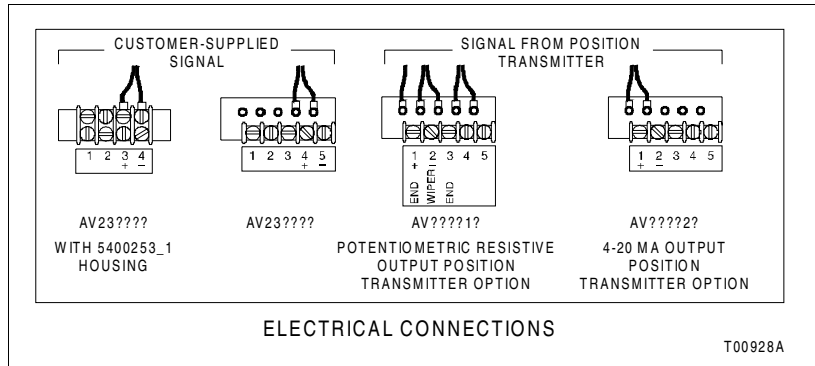 CUSTOMER-SUPPLIED
SIGNAL
SIGNAL FROM POSITION
TRANSMITTER
1 2 3 4
+ –
1 2 3 4 5
+ –
1 2 3 4 5
+ –
END WIPER END
1 2 3 4 5
+ –
AV23????
WITH 5400253_1
HOUSING
AV23????
AV????1?
POTENTIOMETRIC RESISTIVE
OUTPUT POSITION
TRANSMITTER OPTION
AV????2?
4-20 MA OUTPUT
POSITION
TRANSMITTER OPTION
ELECTRICAL CONNECTIONS
T00928A